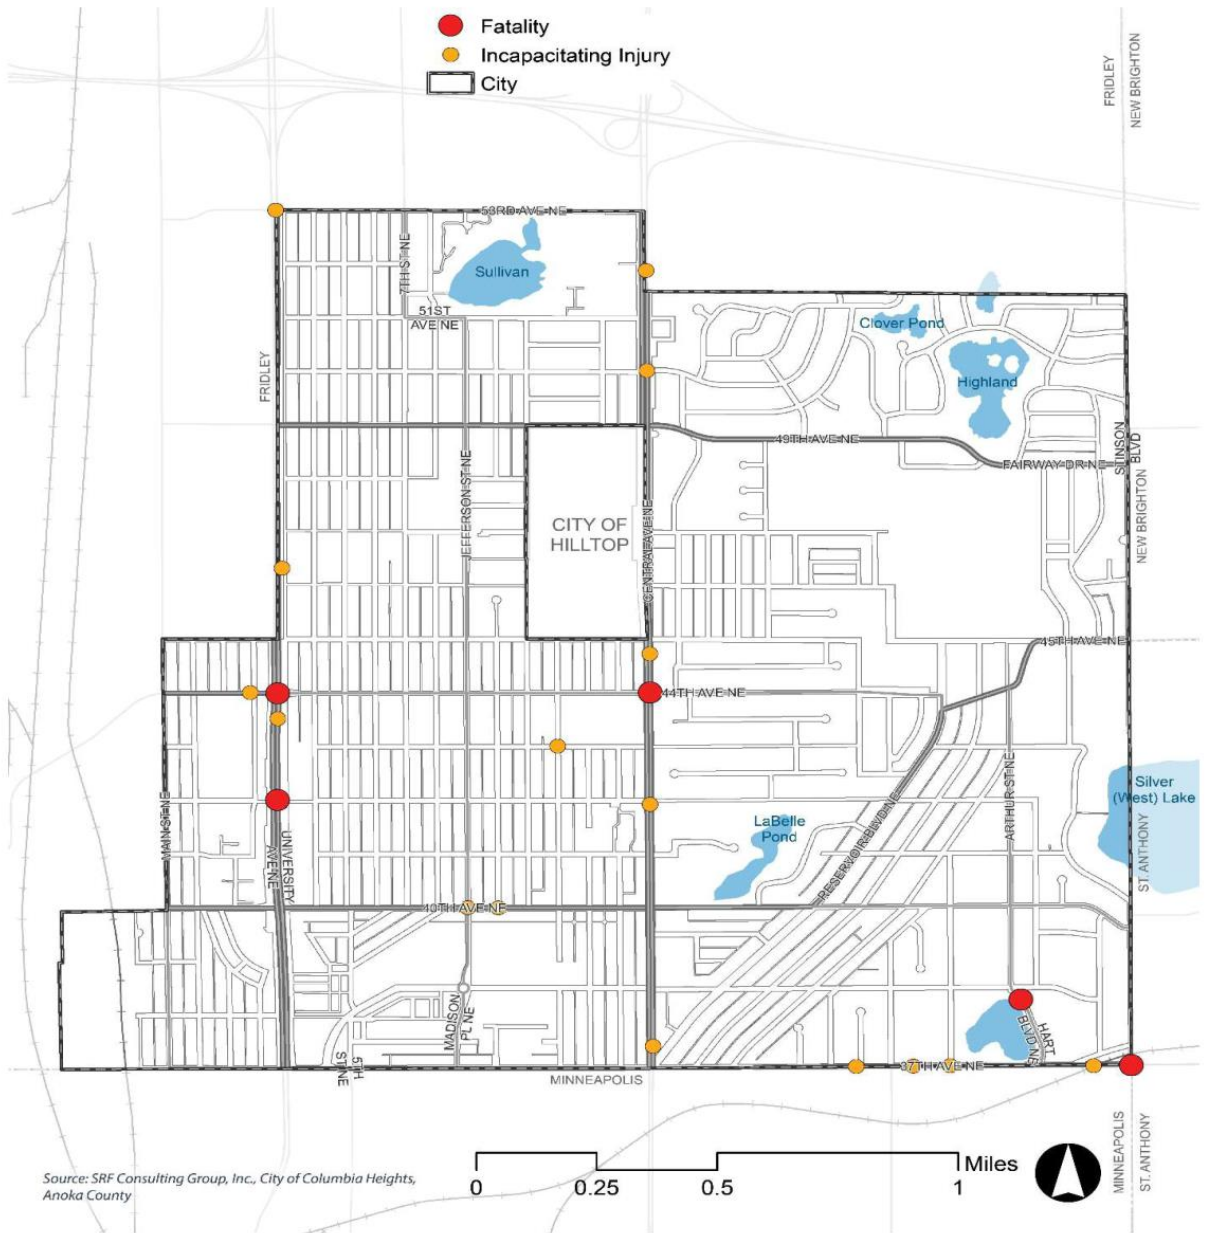 Fatality
Incapacitating Injury
City
FRIDLEY
NEW BRIGHTON
53RD AVE NE
7TH ST NE
Sullivan
51ST
AVE NE
Clover Pond
Highland
FRIDLEY
49TH AVE NE
FAIRWAY DR NE
STINSON
BLVD
NEW BRIGHTON
JEFFERSON ST NE
CITY OF
HILLTOP
CENTRAL AVE NE
45TH AVE NE
44TH AVE NE
MAIN ST NE
UNIVERSITY
AVE NE
LaBelle
Pond
RESERVOIR BLVD NE
ARTHUR ST NE
Silver
(West) Lake
ST. ANTHONY
40TH AVE NE
MADISON
PL NE
5TH
ST NE
HART
BLVD NE
37TH AVE NE
MINNEAPOLIS
MINNEAPOLIS
ST. ANTHONY
Source: SRF Consulting Group, Inc., City of Columbia Heights,
Anoka County
0 0.25 0.5 1
Miles